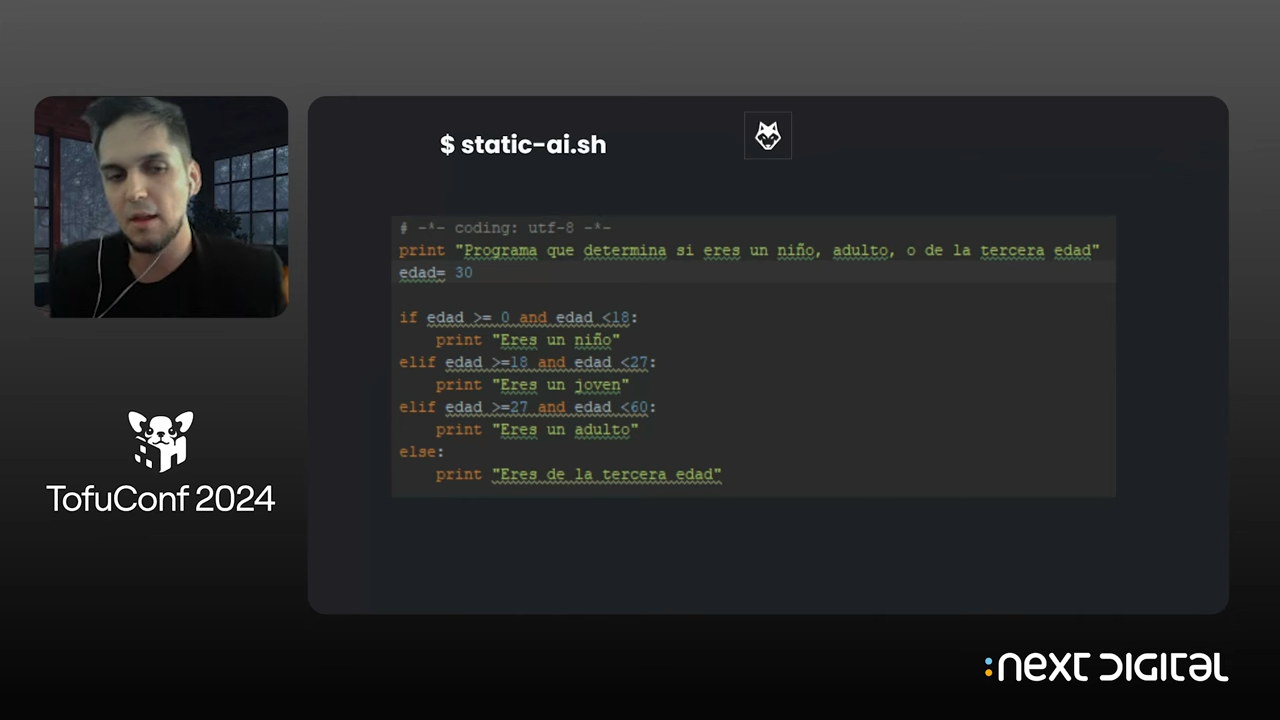 $ static-ai.sh
# -*- coding: utf-8 -*-
print "Programa que determina si eres un niño, adulto, o de la tercera edad"
edad= 30
if edad >= 0 and edad <18:
print "Eres un niño"
elif edad >=18 and edad <27:
print "Eres un joven"
elif edad >=27 and edad <60:
print "Eres un adulto"
else:
print "Eres de la tercera edad"
TofuConf 2024
:NEXT DIGITAL